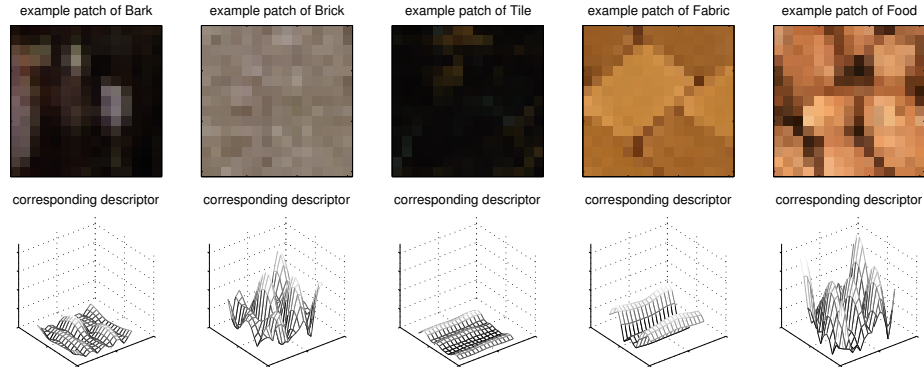 example patch of Bark
example patch of Brick
example patch of Tile
example patch of Fabric
example patch of Food
corresponding descriptor
corresponding descriptor
corresponding descriptor
corresponding descriptor
corresponding descriptor